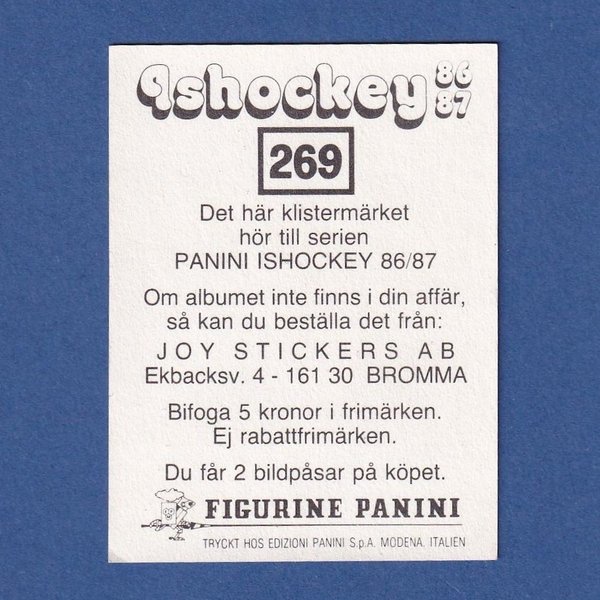 Ishockey 86 87
269
Det här klistermärket
hör till serien
PANINI ISHOCKEY 86/87
Om albumet inte finns i din affär,
så kan du beställa det från:
JOY STICKERS AB
Ekbacksv. 4 - 161 30 BROMMA
Bifoga 5 kronor i frimärken.
Ej rabattfrimärken.
Du får 2 bildpåsar på köpet.
FIGURINE PANINI
TRYCKT HOS EDIZIONI PANINI S.p.A. MODENA. ITALIEN